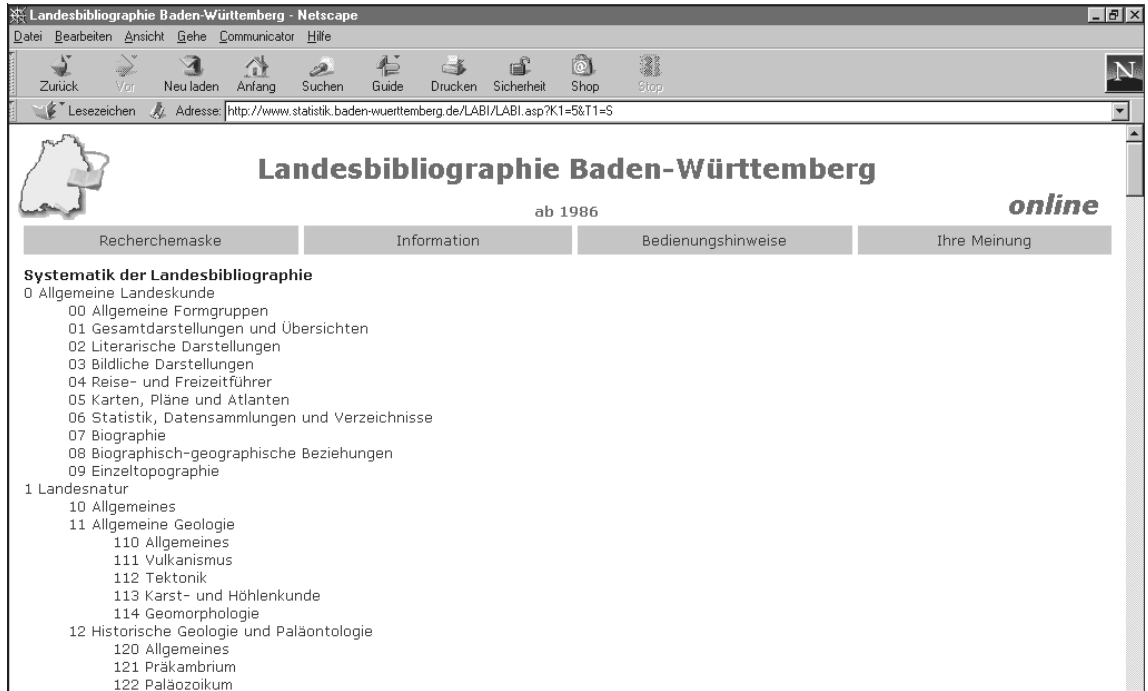 Landesbibliographie Baden-Württemberg - Netscape
Datei Bearbeiten Ansicht Gehe Communicator Hilfe
Zurück Vor Neu laden Anfang Suchen Guide Drucken Sicherheit Shop Stop
N
Lesezeichen Adresse: http://www.statistik.baden-wuerttemberg.de/LABI/LABI.asp?K1=5&T1=S
Landesbibliographie Baden-Württemberg
ab 1986
online
Recherchemaske Information Bedienungshinweise Ihre Meinung
Systematik der Landesbibliographie
0 Allgemeine Landeskunde
00 Allgemeine Formgruppen
01 Gesamtdarstellungen und Übersichten
02 Literarische Darstellungen
03 Bildliche Darstellungen
04 Reise- und Freizeitführer
05 Karten, Pläne und Atlanten
06 Statistik, Datensammlungen und Verzeichnisse
07 Biographie
08 Biographisch-geographische Beziehungen
09 Einzeltopographie
1 Landesnatur
10 Allgemeines
11 Allgemeine Geologie
110 Allgemeines
111 Vulkanismus
112 Tektonik
113 Karst- und Höhlenkunde
114 Geomorphologie
12 Historische Geologie und Paläontologie
120 Allgemeines
121 Präkambrium
122 Paläozoikum